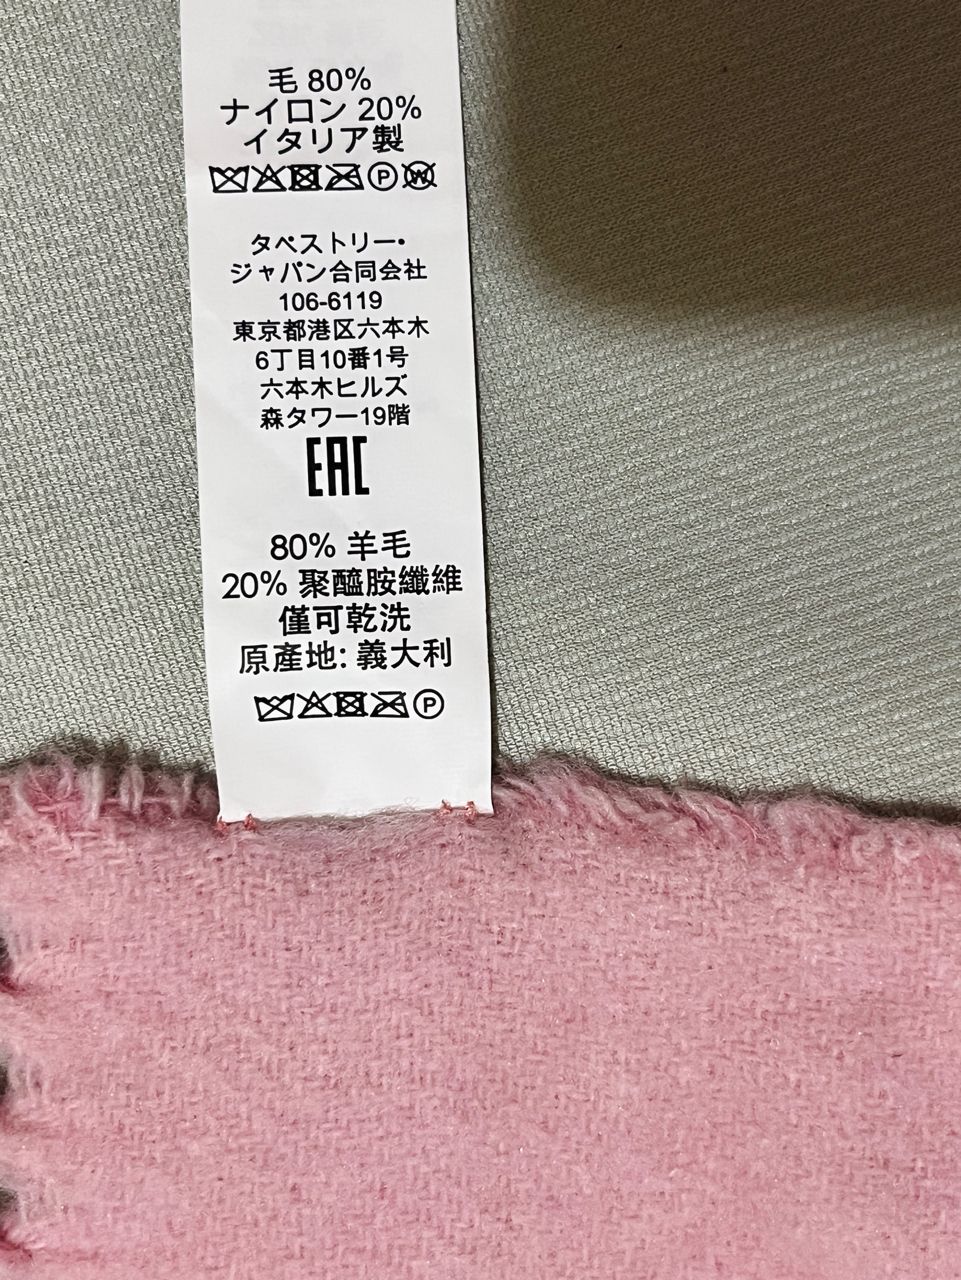 毛 80%
ナイロン 20%
イタリア製
P W
タペストリー・
ジャパン合同会社
106-6119
東京都港区六本木
6丁目10番1号
六本木ヒルズ
森タワー19階
EAC
80% 羊毛
20% 聚醯胺纖維
僅可乾洗
原產地: 義大利
P